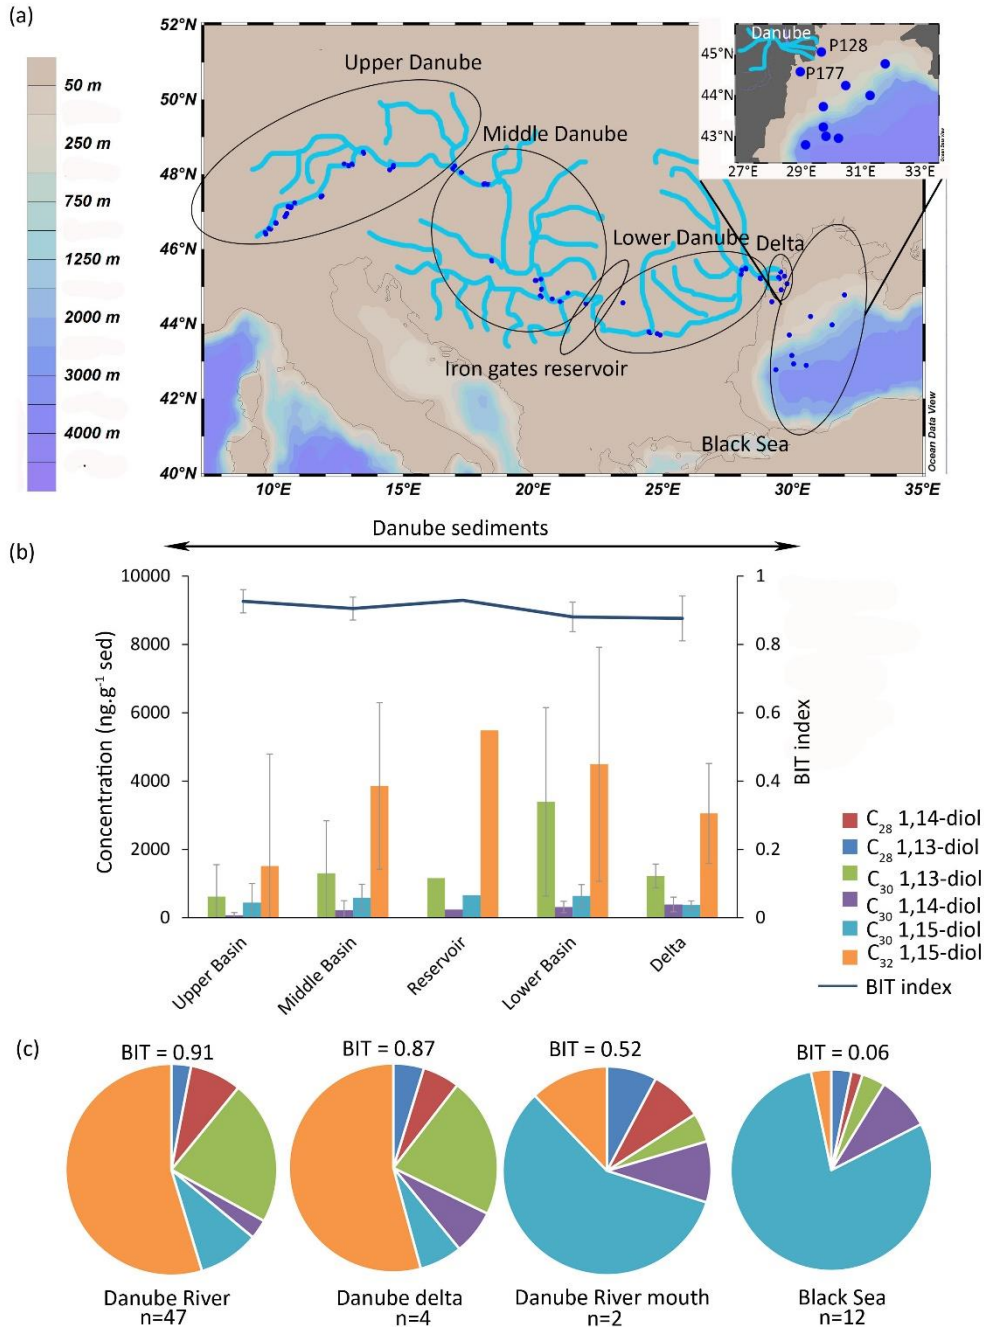 (a)
52°N
50°N
48°N
46°N
44°N
42°N
40°N
50 m
250 m
750 m
1250 m
2000 m
3000 m
4000 m
Upper Danube
Middle Danube
Lower Danube
Delta
Iron gates reservoir
Black Sea
10°E
15°E
20°E
25°E
30°E
35°E
Ocean Data View
Danube
P128
P177
45°N
44°N
43°N
27°E
29°E
31°E
33°E
Ocean Data View
(b)
Danube sediments
Concentration (ng.g⁻¹ sed)
10000
8000
6000
4000
2000
0
1
0.8
0.6
0.4
0.2
0
BIT index
Upper Basin
Middle Basin
Reservoir
Lower Basin
Delta
C₂₈ 1,14-diol
C₂₈ 1,13-diol
C₃₀ 1,13-diol
C₃₀ 1,14-diol
C₃₀ 1,15-diol
C₃₂ 1,15-diol
BIT index
(c)
BIT = 0.91
BIT = 0.87
BIT = 0.52
BIT = 0.06
Danube River
n=47
Danube delta
n=4
Danube River mouth
n=2
Black Sea
n=12